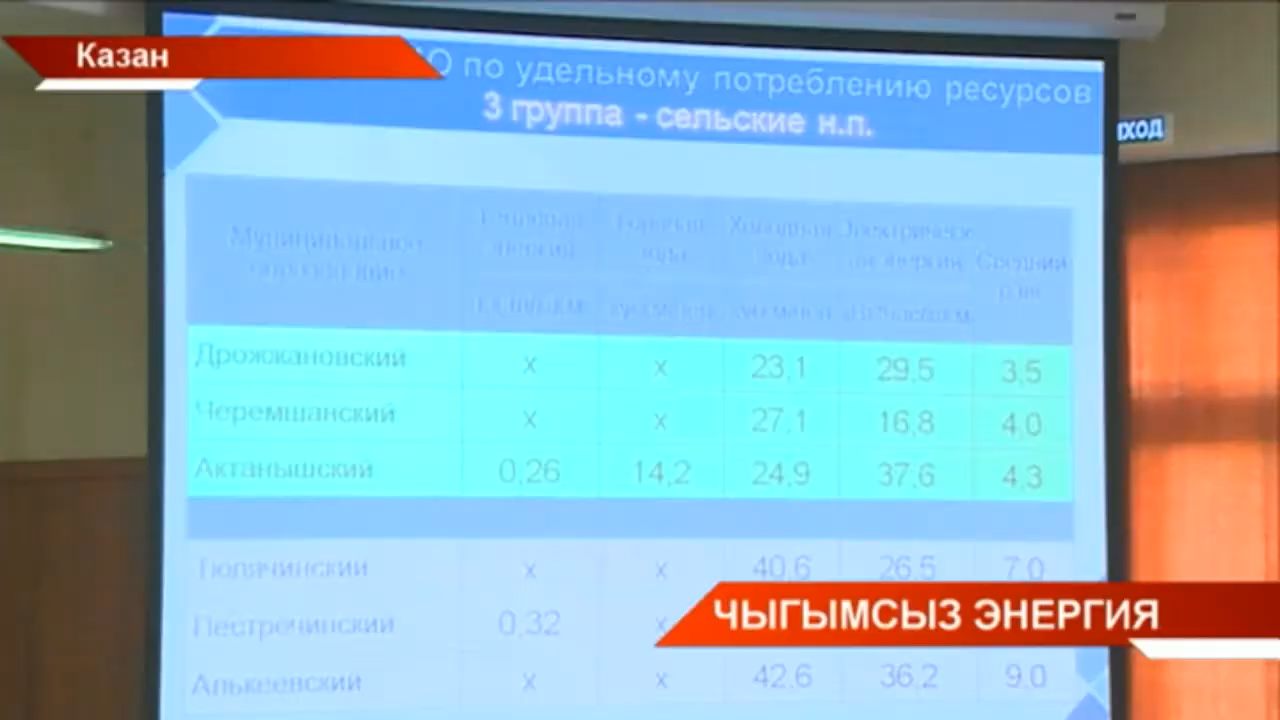 Казан
О по удельному потреблению ресурсов
3 группа - сельские н.п.
ХОД
Дрожжановский х х 23,1 29,5 3,5
Черемшанский х х 27,1 16,8 4,0
Актанышский 0,26 14,2 24,9 37,6 4,3
Тюлячинский х х 40,6 26,5 7,0
Пестречинский 0,32 х
Алькеевский х х 42,6 36,2 9,0
ЧЫГЫМСЫЗ ЭНЕРГИЯ